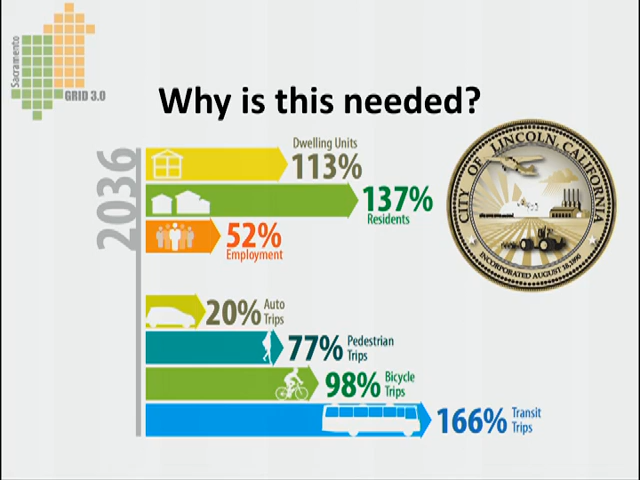 Sacramento
GRID 3.0
Why is this needed?
2036
Dwelling Units
113%
137%
Residents
52%
Employment
20% Auto
Trips
77% Pedestrian
Trips
98% Bicycle
Trips
166% Transit
Trips
CITY OF LINCOLN, CALIFORNIA
INCORPORATED AUGUST 18, 1890